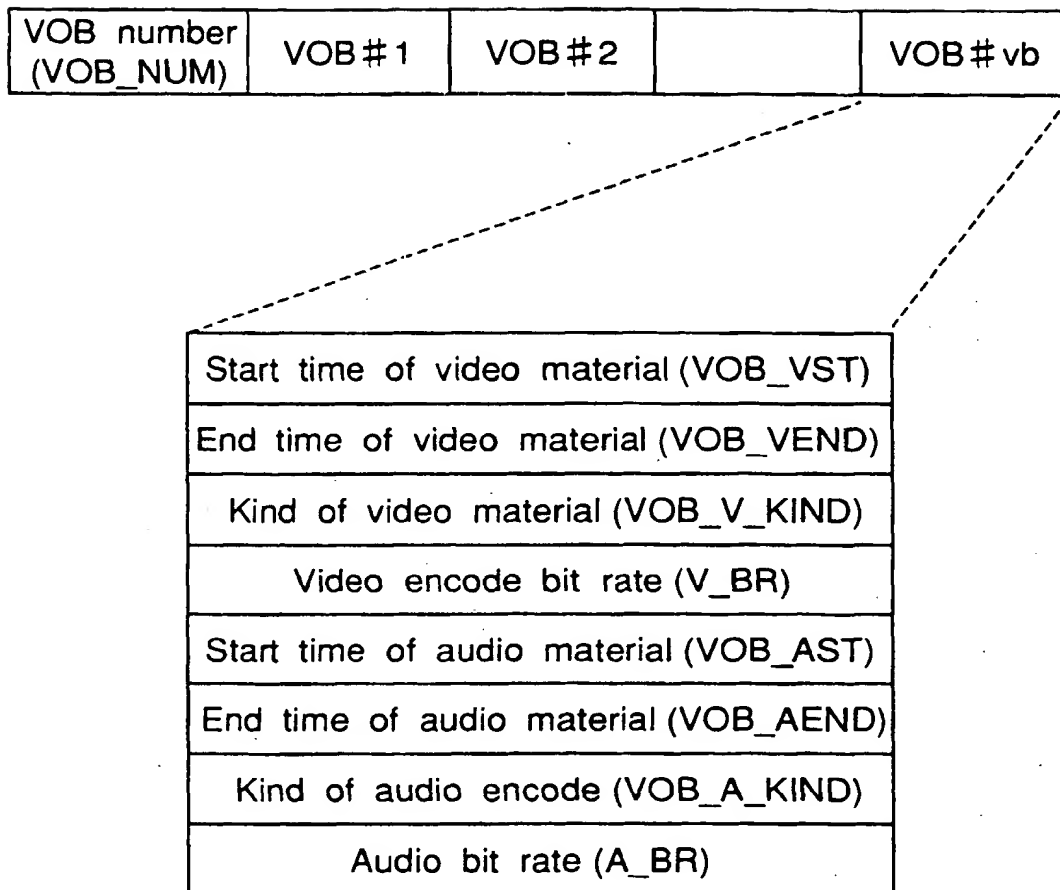 VOB number
(VOB_NUM)
VOB#1
VOB#2
VOB#vb
Start time of video material (VOB_VST)
End time of video material (VOB_VEND)
Kind of video material (VOB_V_KIND)
Video encode bit rate (V_BR)
Start time of audio material (VOB_AST)
End time of audio material (VOB_AEND)
Kind of audio encode (VOB_A_KIND)
Audio bit rate (A_BR)